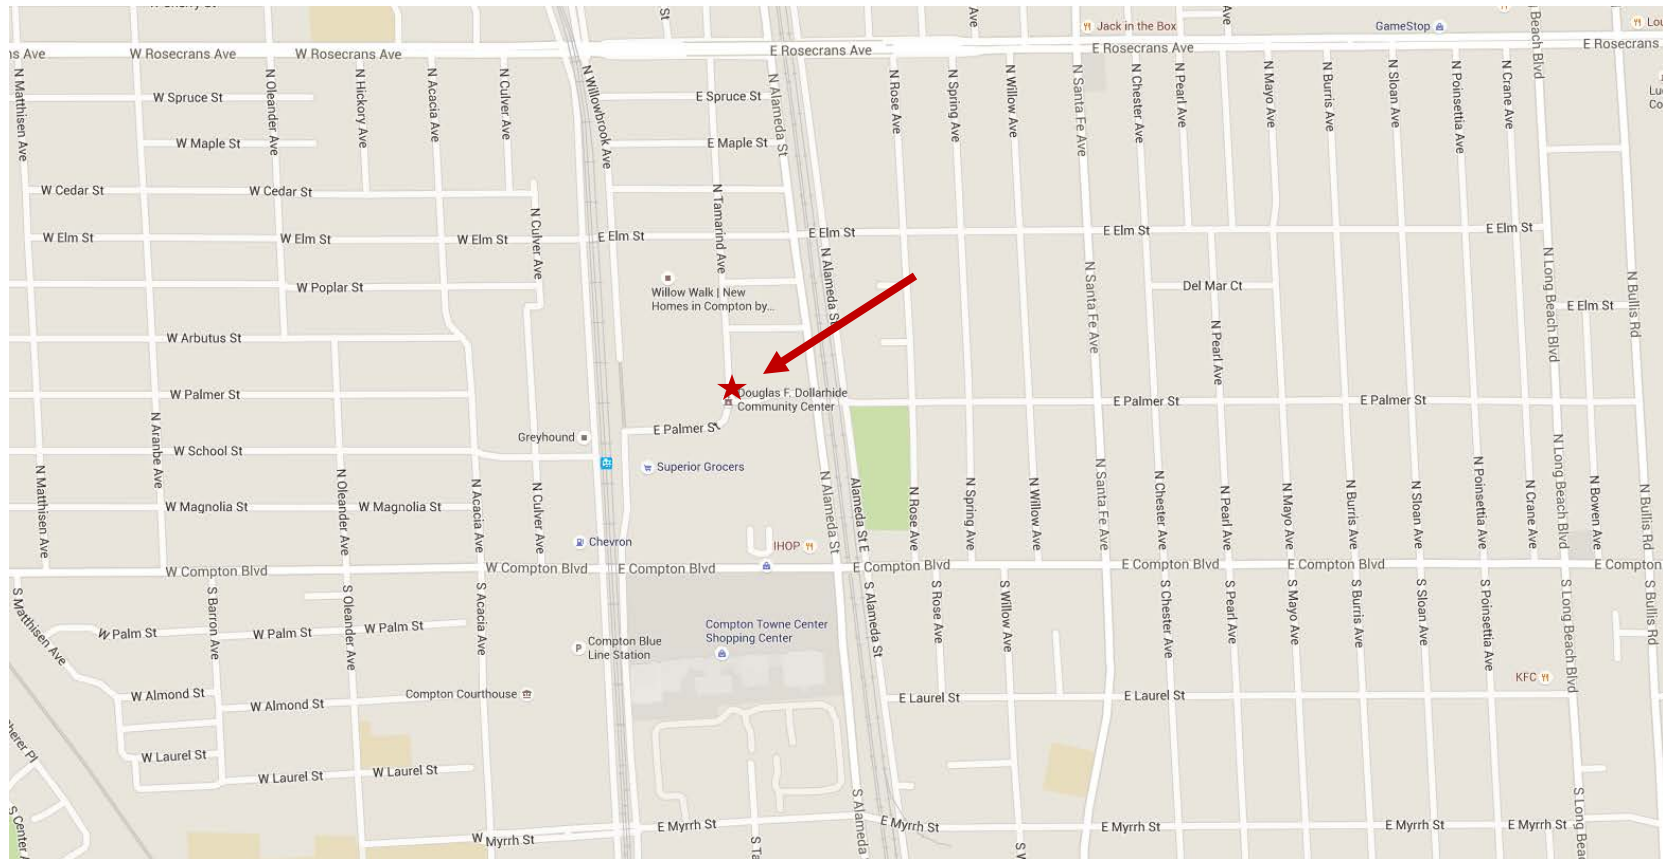 St
Ave
Ave
Jack in the Box
GameStop
N Long Beach Blvd
W Rosecrans Ave
W Rosecrans Ave
E Rosecrans Ave
E Rosecrans Ave
E Rosecrans
N Matthisen Ave
N Oleander Ave
N Hickory Ave
N Acacia Ave
N Culver Ave
N Willowbrook Ave
N Alameda St
N Rose Ave
N Spring Ave
N Willow Ave
N Santa Fe Ave
N Chester Ave
N Pearl Ave
N Mayo Ave
N Burris Ave
N Sloan Ave
N Poinsettia Ave
N Crane Ave
W Spruce St
E Spruce St
W Maple St
E Maple St
W Cedar St
W Cedar St
N Tamarind Ave
N Culver Ave
W Elm St
W Elm St
W Elm St
E Elm St
E Elm St
E Elm St
E Elm St
N Alameda St
N Santa Fe Ave
N Long Beach Blvd
N Bullis Rd
W Poplar St
Willow Walk | New
Homes in Compton by...
Del Mar Ct
E Elm St
N Pearl Ave
W Arbutus St
W Palmer St
Douglas F. Dollarhide
Community Center
E Palmer St
E Palmer St
E Palmer St
N Aranbe Ave
Greyhound
W School St
Superior Grocers
N Matthisen Ave
N Oleander Ave
N Acacia Ave
N Culver Ave
N Alameda St
Alameda St E
N Rose Ave
N Spring Ave
N Willow Ave
N Santa Fe Ave
N Chester Ave
N Pearl Ave
N Mayo Ave
N Burris Ave
N Sloan Ave
N Poinsettia Ave
N Crane Ave
N Long Beach Blvd
N Bowen Ave
N Bullis Rd
W Magnolia St
W Magnolia St
Chevron
IHOP
W Compton Blvd
W Compton Blvd
E Compton Blvd
E Compton Blvd
E Compton Blvd
E Compton Blvd
E Compton
S Matthisen Ave
S Barron Ave
S Oleander Ave
S Acacia Ave
S Alameda St
S Rose Ave
S Willow Ave
S Chester Ave
S Pearl Ave
S Mayo Ave
S Burris Ave
S Sloan Ave
S Poinsettia Ave
S Long Beach Blvd
S Bullis Rd
W Palm St
W Palm St
W Palm St
Compton Blue
Line Station
Compton Towne Center
Shopping Center
KFC
W Almond St
W Almond St
Compton Courthouse
E Laurel St
E Laurel St
W Laurel St
W Laurel St
W Laurel St
S Center
S Alameda
S Long Bea
W Myrrh St
E Myrrh St
E Myrrh St
E Myrrh St
E Myrrh St
E Myrrh St